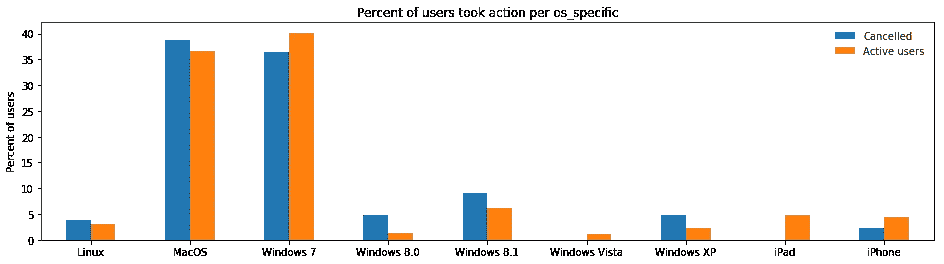 Percent of users took action per os_specific
Cancelled
Active users
Percent of users
40
35
30
25
20
15
10
5
0
Linux MacOS Windows 7 Windows 8.0 Windows 8.1 Windows Vista Windows XP iPad iPhone